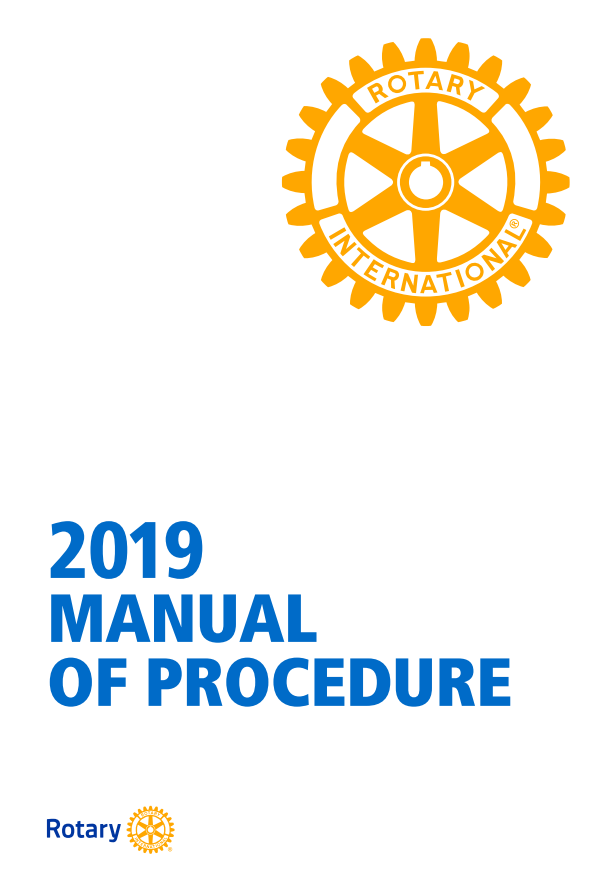 ROTARY
INTERNATIONAL®
2019
MANUAL
OF PROCEDURE
Rotary